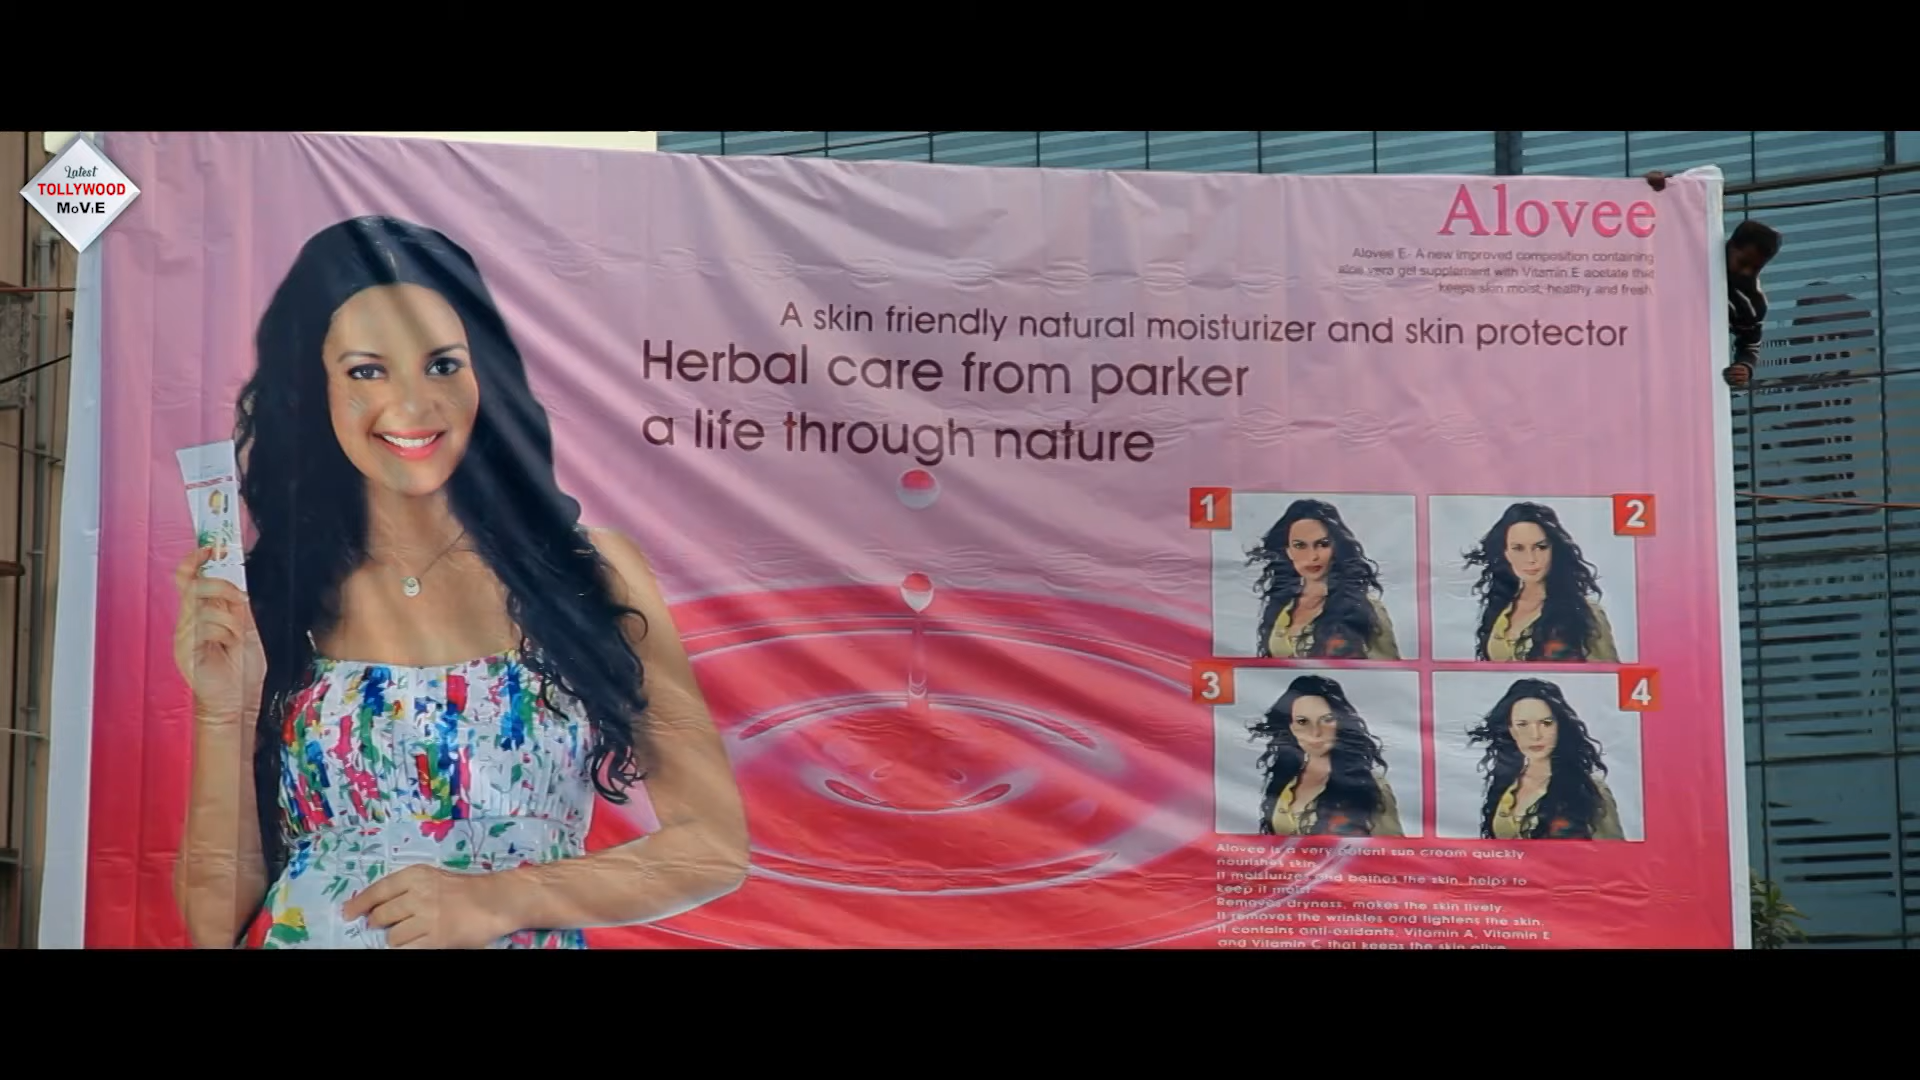 Latest
TOLLYWOOD
MoViE
Alovee
Alovee E- A new improved composition containing
aloe vera gel supplement with Vitamin E acetate that
keeps skin moist, healthy and fresh
A skin friendly natural moisturizer and skin protector
Herbal care from parker
a life through nature
1
2
3
4
Alovee is a very potent sun cream quickly
nourishes skin.
It moisturizes and bathes the skin, helps to
keep it moist.
Removes dryness, makes the skin lively.
It removes the wrinkles and tightens the skin.
It contains anti-oxidants, Vitamin A, Vitamin E
and Vitamin C that keeps the skin alive